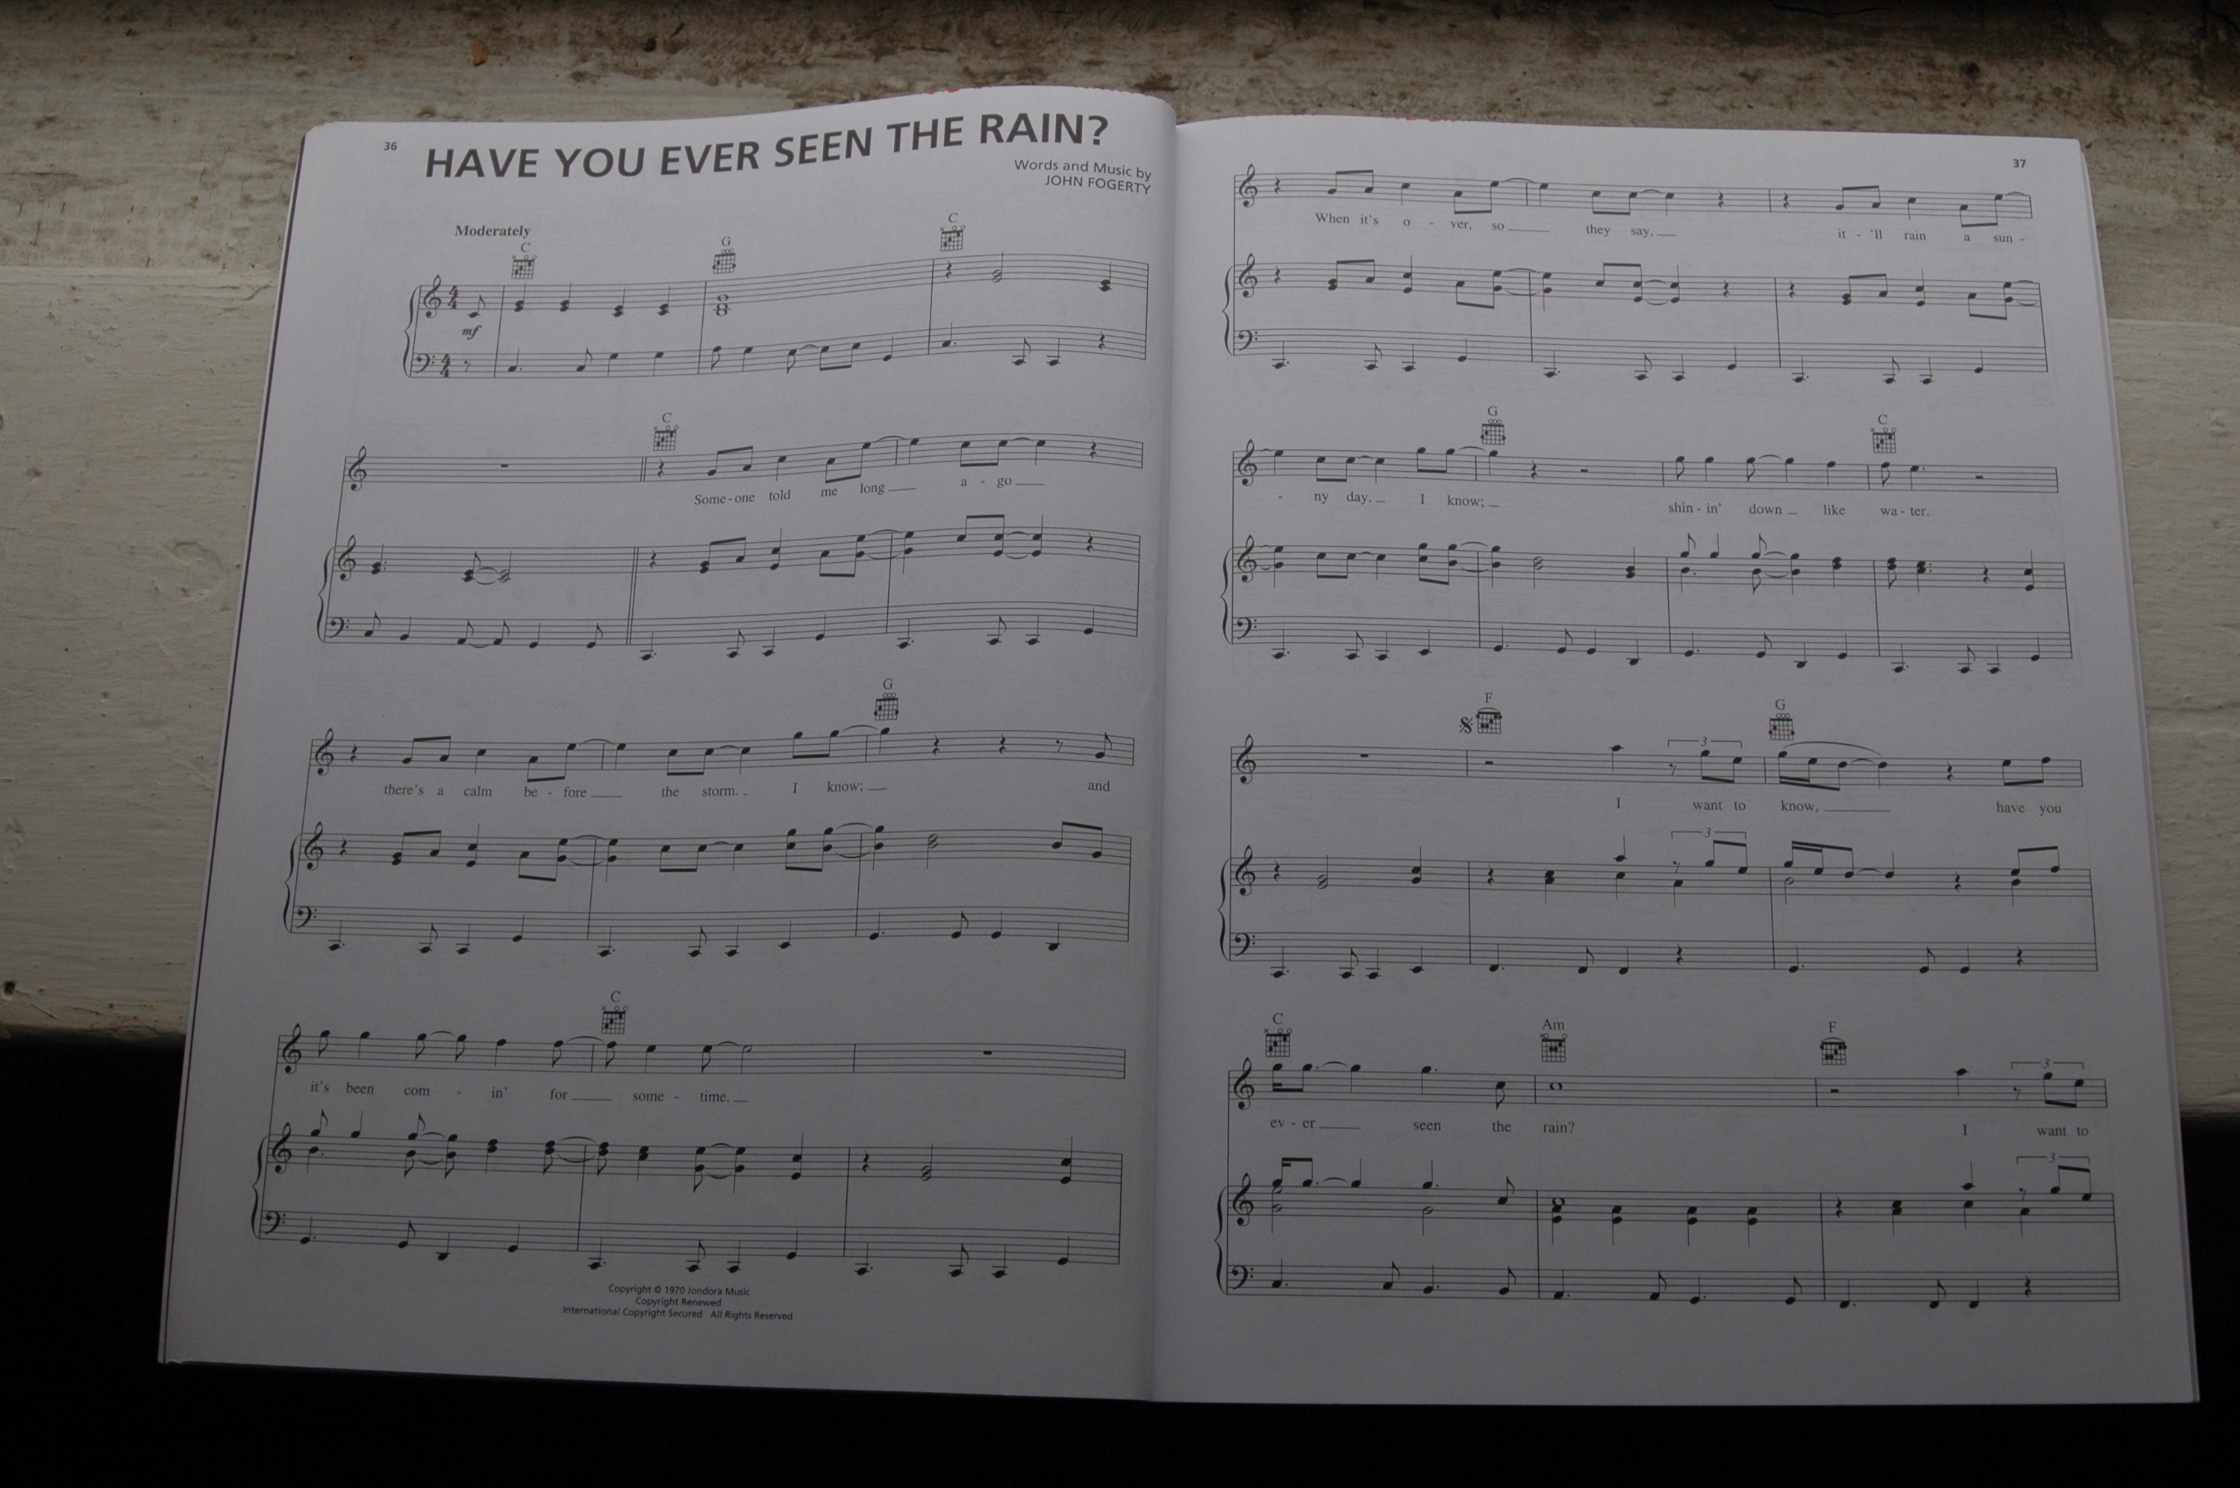 36
HAVE YOU EVER SEEN THE RAIN?
Words and Music by
JOHN FOGERTY
Moderately
C G C
mf
C
Some - one told me long a - go
G
there's a calm be - fore the storm. I know; and
C
it's been com - in' for some - time.
Copyright © 1970 Jondora Music
Copyright Renewed
International Copyright Secured All Rights Reserved
37
When it's o - ver, so they say, it - 'll rain a sun -
G C
- ny day. I know; shin - in' down like wa - ter.
F G
3
I want to know, have you
3
C Am F
3
ev - er seen the rain? I want to
3